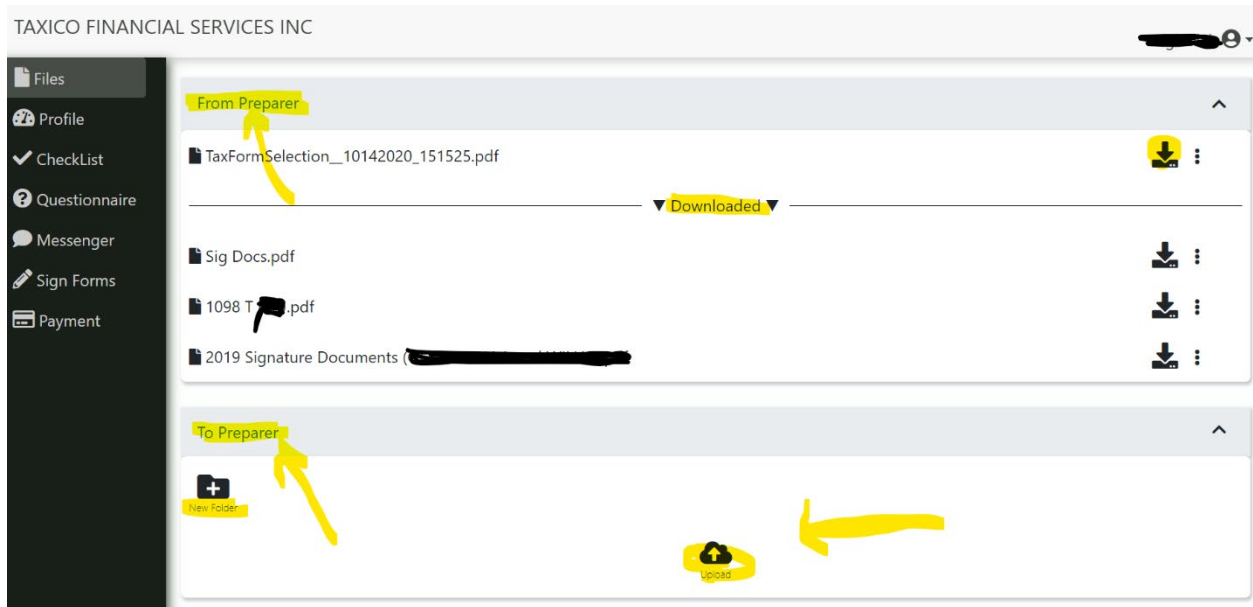 TAXICO FINANCIAL SERVICES INC
Files
Profile
CheckList
Questionnaire
Messenger
Sign Forms
Payment
From Preparer
TaxFormSelection__10142020_151525.pdf
▼ Downloaded ▼
Sig Docs.pdf
1098 T .pdf
2019 Signature Documents (
To Preparer
New Folder
Upload